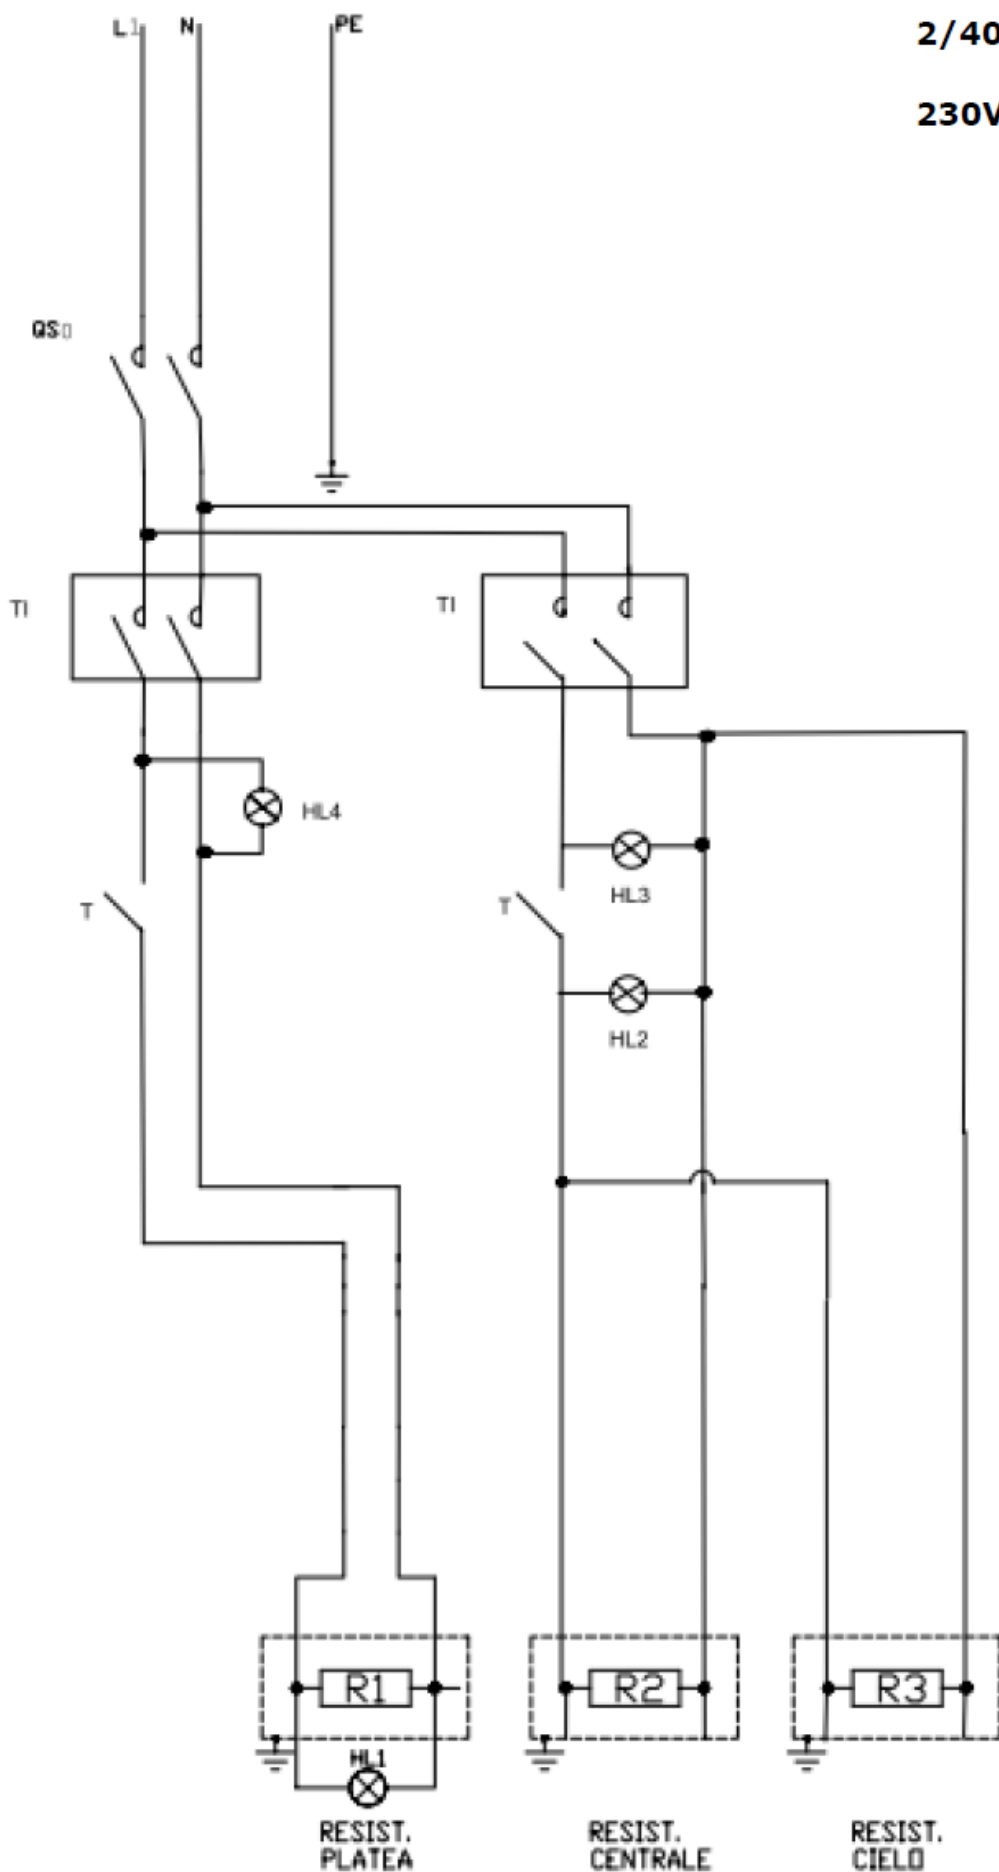 L1 N PE
2/40
230V
QS0
TI
TI
HL4
HL3
T
T
HL2
R1
R2
R3
HL1
RESIST.
PLATEA
RESIST.
CENTRALE
RESIST.
CIELO